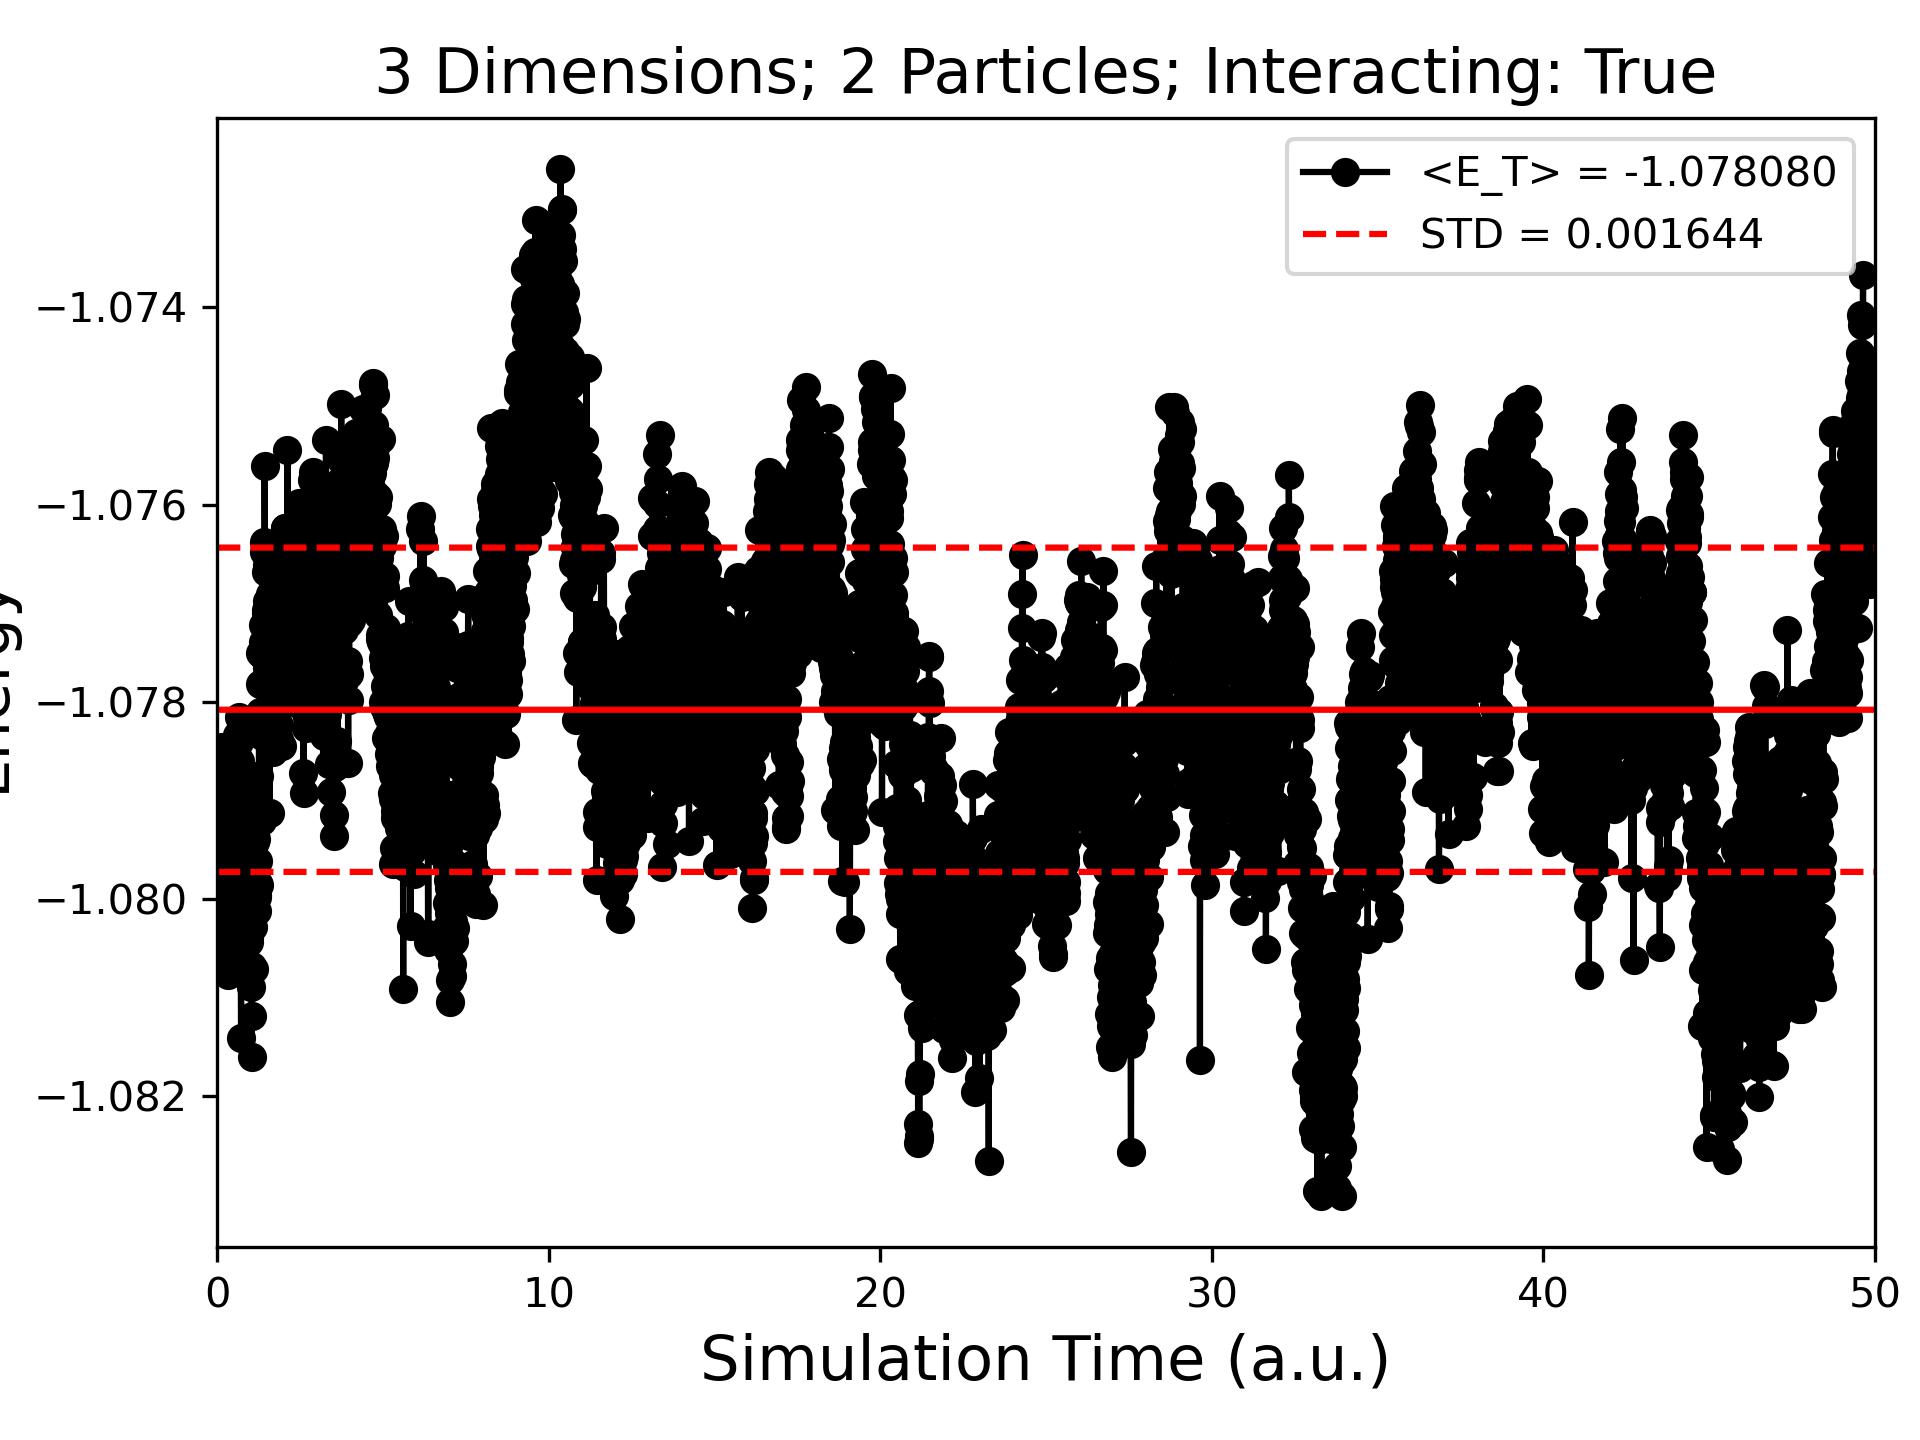 3 Dimensions; 2 Particles; Interacting: True
<E_T> = -1.078080
STD = 0.001644
−1.074
−1.076
−1.078
−1.080
−1.082
Energy
0 10 20 30 40 50
Simulation Time (a.u.)